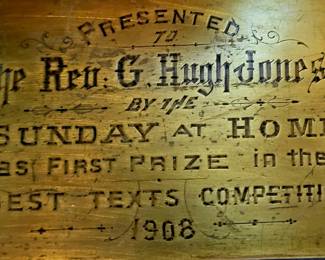 PRESENTED
TO
he Rev: G. Hugh Jones
BY THE
SUNDAY AT HOM
as FIRST PRIZE in the
EST TEXTS COMPETITI
1908